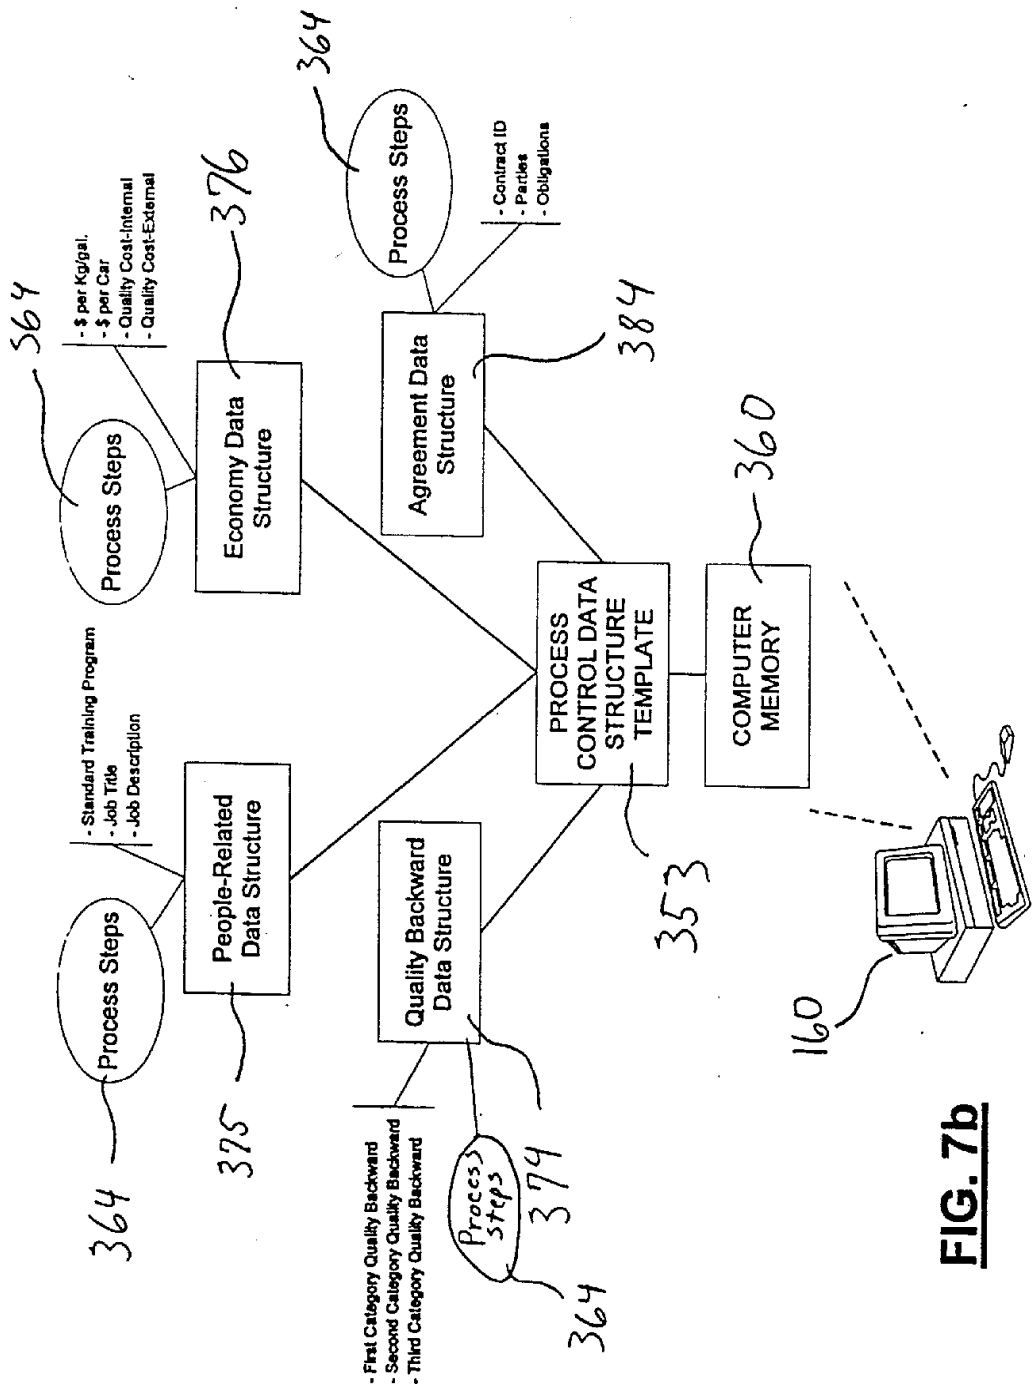 364
Process Steps
- Standard Training Program
- Job Title
- Job Description
364
Process Steps
- $ per Kg/gal.
- $ per Car
- Quality Cost-Internal
- Quality Cost-External
People-Related
Data Structure
375
Economy Data
Structure
376
- First Category Quality Backward
- Second Category Quality Backward
- Third Category Quality Backward
Process
steps
364
Quality Backward
Data Structure
374
Agreement Data
Structure
384
Process Steps
364
- Contract ID
- Parties
- Obligations
PROCESS
CONTROL DATA
STRUCTURE
TEMPLATE
353
COMPUTER
MEMORY
360
160
FIG. 7b